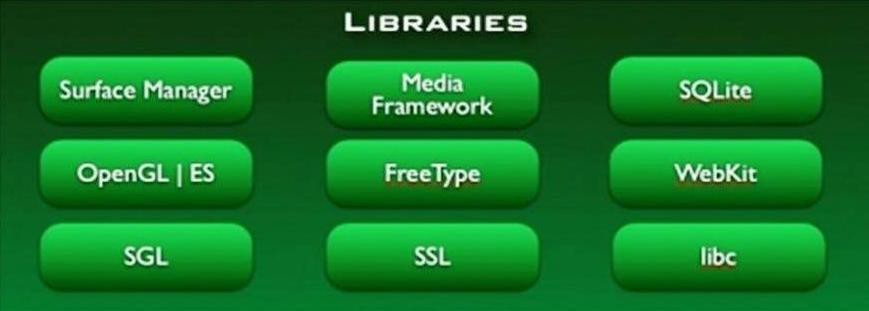 LIBRARIES
Surface Manager
Media
Framework
SQLite
OpenGL | ES
FreeType
WebKit
SGL
SSL
libc